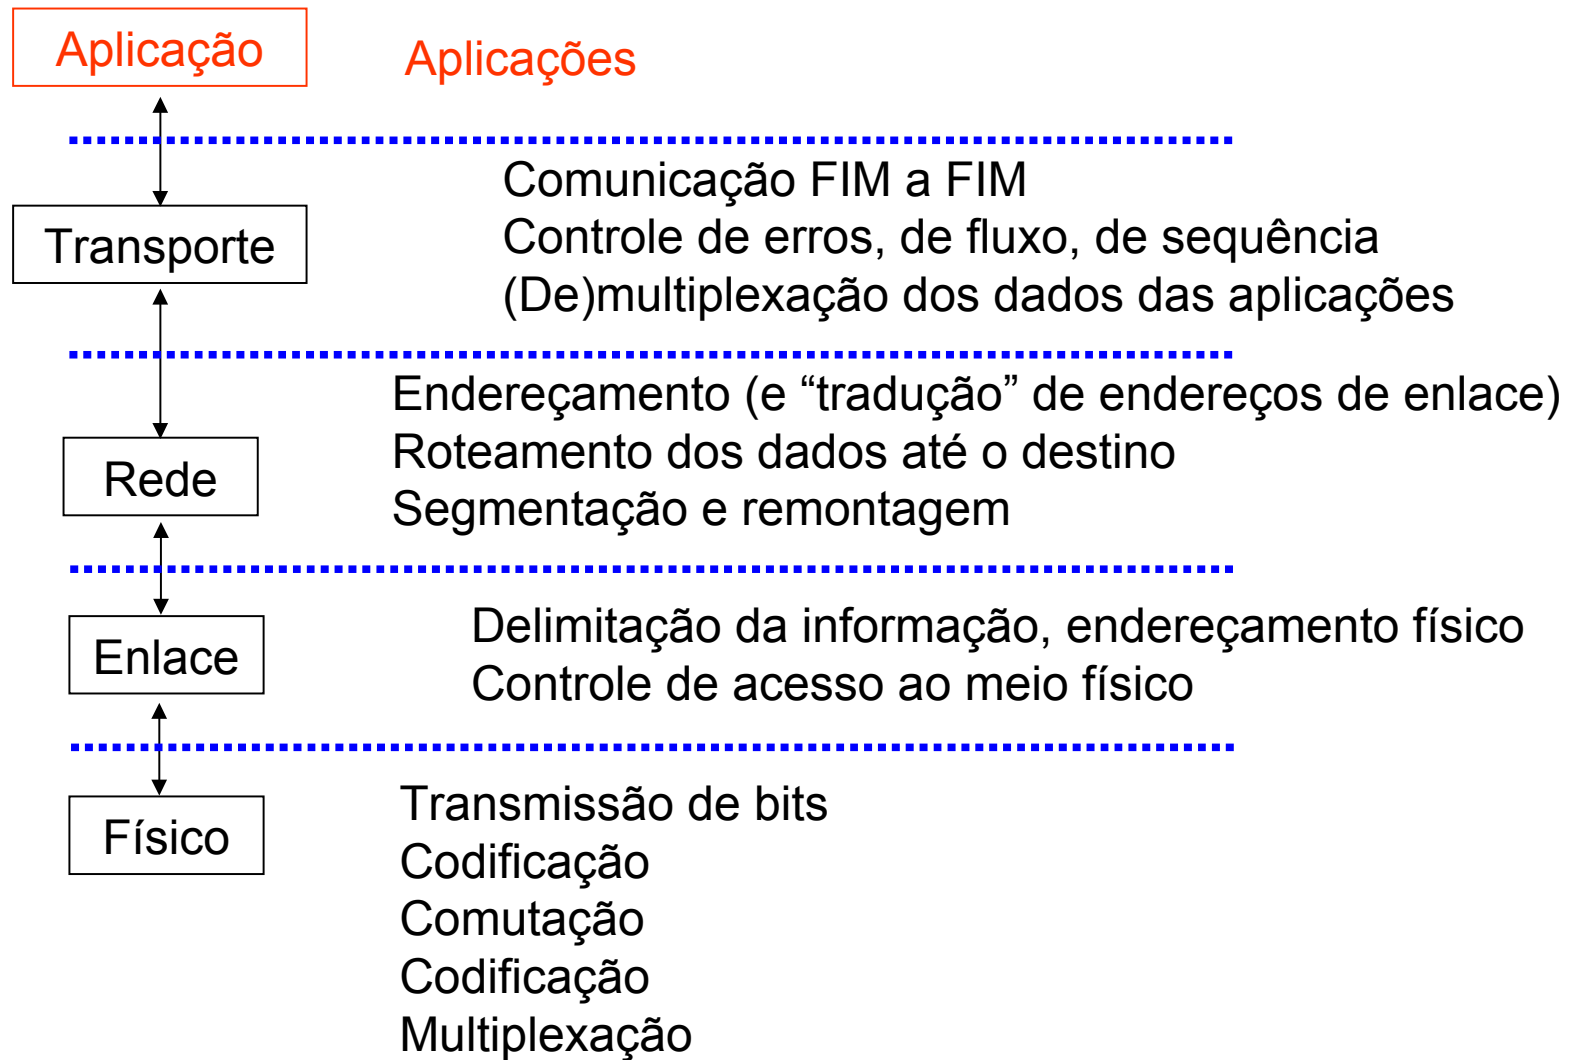 Aplicação
Aplicações
Comunicação FIM a FIM
Transporte
Controle de erros, de fluxo, de sequência
(De)multiplexação dos dados das aplicações
Endereçamento (e “tradução” de endereços de enlace)
Rede
Roteamento dos dados até o destino
Segmentação e remontagem
Enlace
Delimitação da informação, endereçamento físico
Controle de acesso ao meio físico
Físico
Transmissão de bits
Codificação
Comutação
Codificação
Multiplexação